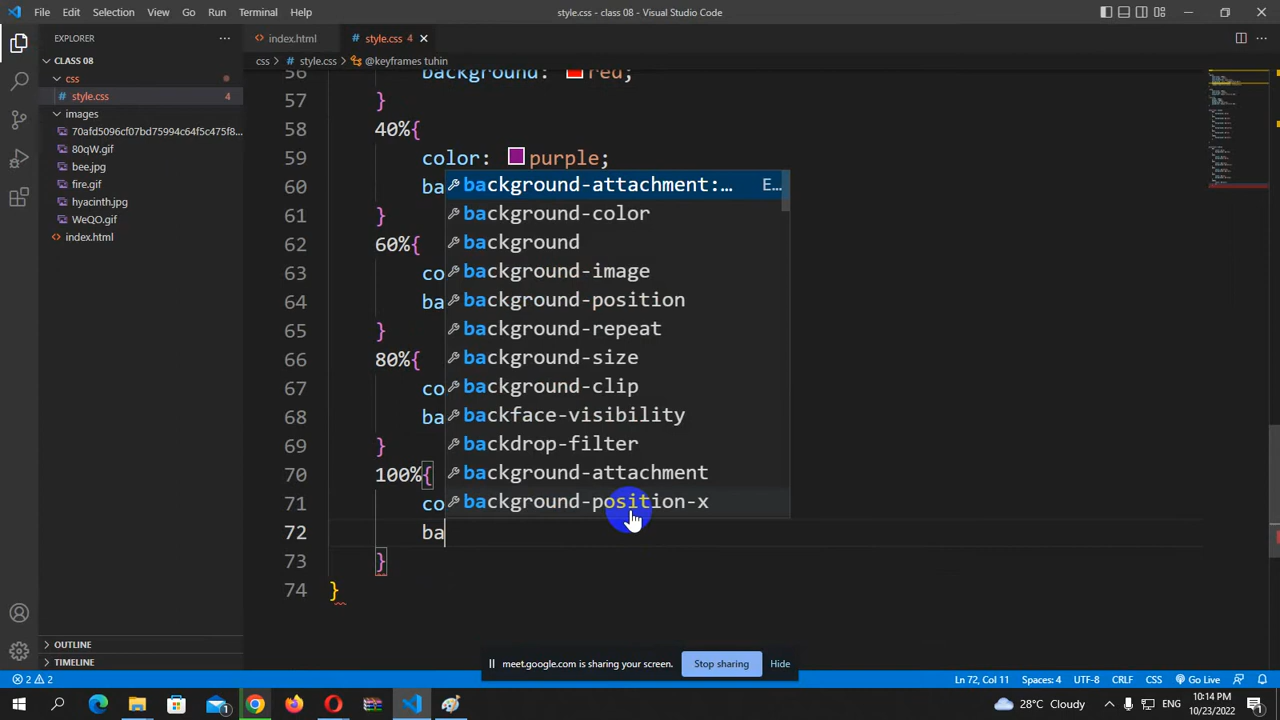 File Edit Selection View Go Run Terminal Help
style.css - class 08 - Visual Studio Code
EXPLORER
CLASS 08
css
style.css 4
images
70afd5096cf07bd75994c64f5c475f8...
80qW.gif
bee.jpg
fire.gif
hyacinth.jpg
WeQO.gif
index.html
OUTLINE
TIMELINE
index.html
style.css 4
css > style.css > @keyframes tuhin
56 background: red;
57 }
58 40%{
59 color: purple;
60 ba
61 }
62 60%{
63 co
64 ba
65 }
66 80%{
67 co
68 ba
69 }
70 100%{
71 co
72 ba
73 }
74 }
background-attachment:... E...
background-color
background
background-image
background-position
background-repeat
background-size
background-clip
backface-visibility
backdrop-filter
background-attachment
background-position-x
meet.google.com is sharing your screen. Stop sharing Hide
2 2
Ln 72, Col 11 Spaces: 4 UTF-8 CRLF CSS Go Live
28°C Cloudy ENG 10:14 PM
10/23/2022